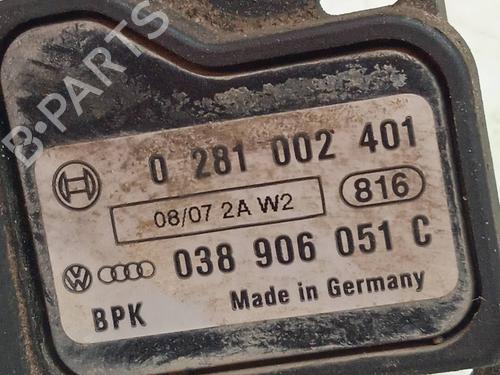 B-PARTS
0 281 002 401
08/07 2A W2
816
038 906 051 C
BPK
Made in Germany